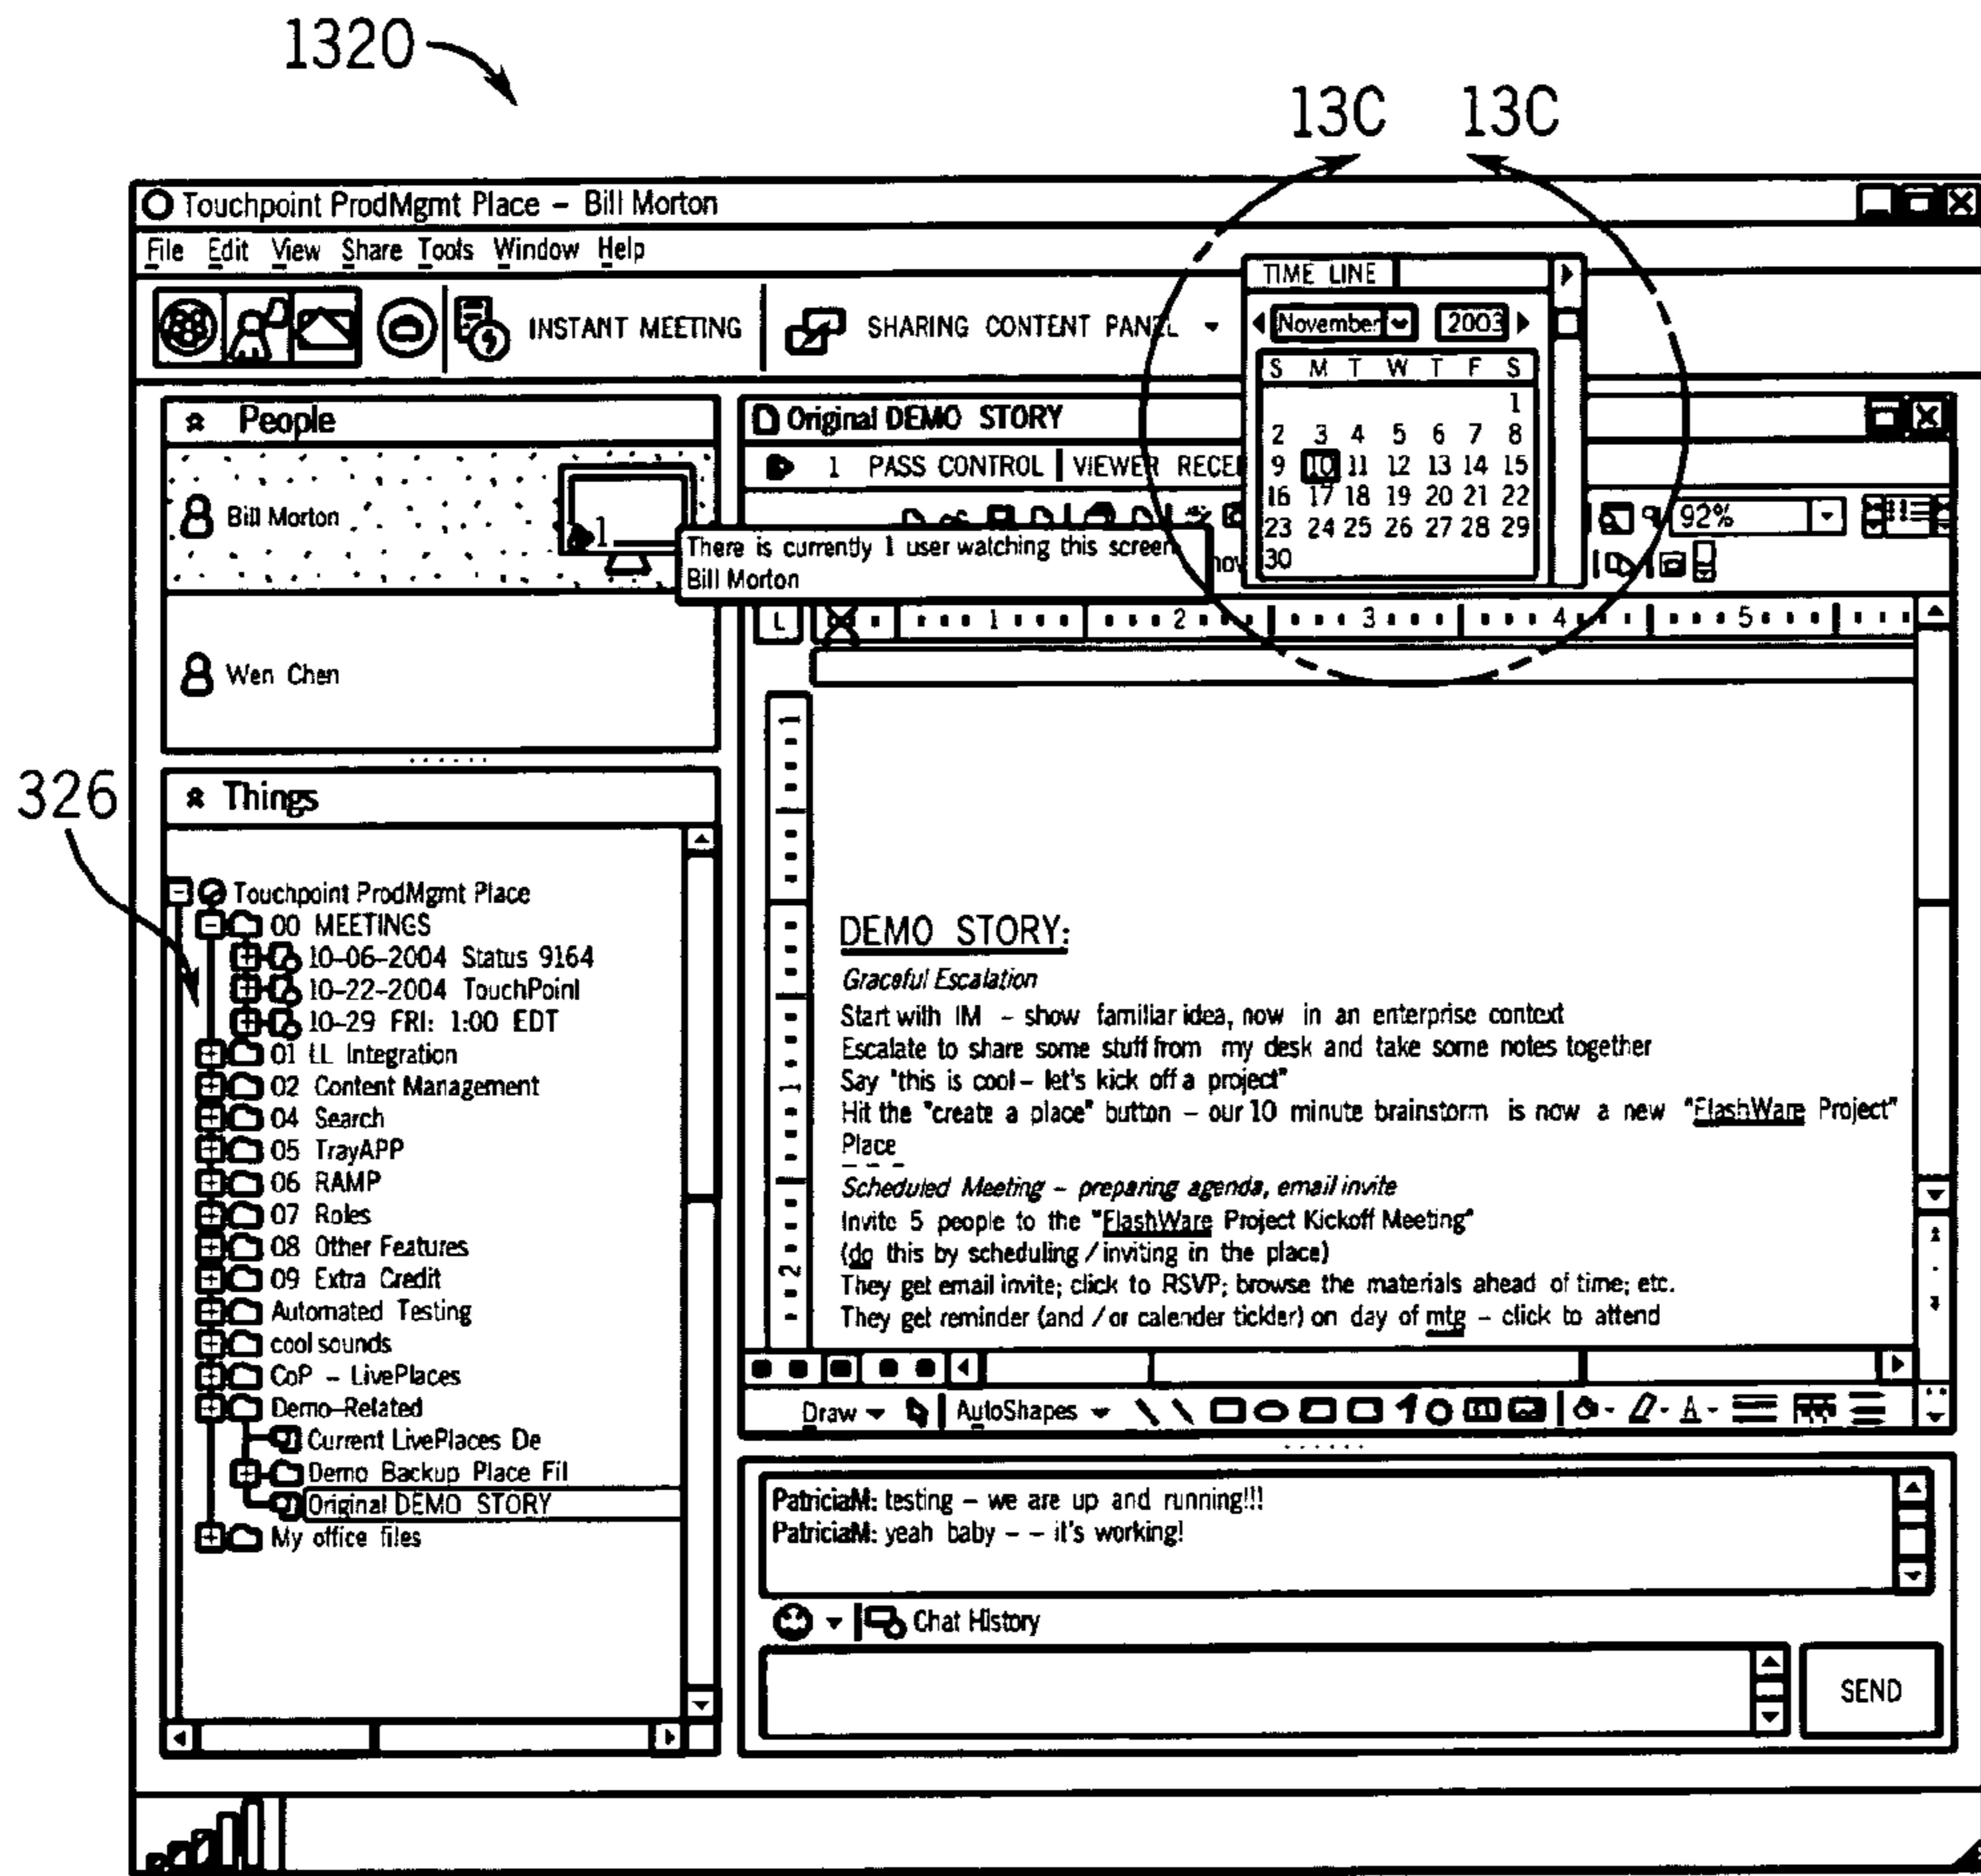 1320
13C 13C
Touchpoint ProdMgmt Place – Bill Morton
File Edit View Share Tools Window Help
INSTANT MEETING
SHARING CONTENT PANEL
TIME LINE
November 2003
S M T W T F S
1
2 3 4 5 6 7 8
9 10 11 12 13 14 15
16 17 18 19 20 21 22
23 24 25 26 27 28 29
30
People
Bill Morton
1
There is currently 1 user watching this screen
Bill Morton
Wen Chen
Original DEMO STORY
1 PASS CONTROL VIEWER RECEI
92%
L 1 2 3 4 5
1
1
2
326
Things
Touchpoint ProdMgmt Place
00 MEETINGS
10–06–2004 Status 9164
10–22–2004 TouchPoinl
10–29 FRI: 1:00 EDT
01 LL Integration
02 Content Management
04 Search
05 TrayAPP
06 RAMP
07 Roles
08 Other Features
09 Extra Credit
Automated Testing
cool sounds
CoP – LivePlaces
Demo–Related
Current LivePlaces De
Demo Backup Place Fil
Original DEMO STORY
My office files
DEMO STORY:
Graceful Escalation
Start with IM – show familiar idea, now in an enterprise context
Escalate to share some stuff from my desk and take some notes together
Say "this is cool – let's kick off a project"
Hit the "create a place" button – our 10 minute brainstorm is now a new "FlashWare Project"
Place
– – –
Scheduled Meeting – preparing agenda, email invite
Invite 5 people to the "FlashWare Project Kickoff Meeting"
(do this by scheduling / inviting in the place)
They get email invite; click to RSVP; browse the materials ahead of time; etc.
They get reminder (and / or calender tickler) on day of mtg – click to attend
Draw AutoShapes A
PatriciaM: testing – we are up and running!!!
PatriciaM: yeah baby – – it's working!
Chat History
SEND